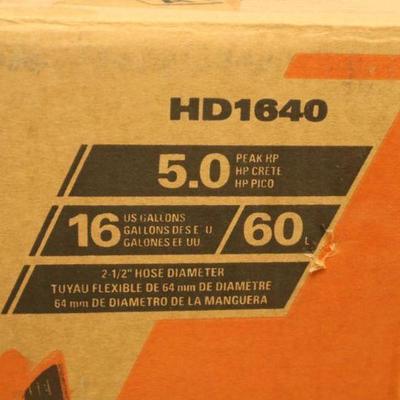 HD1640
5.0 PEAK HP
HP CRETE
HP PICO
16 US GALLONS
GALLONS DES E U
GALONES EE UU
60 L
2-1/2" HOSE DIAMETER
TUYAU FLEXIBLE DE 64 mm DE DIAMÈTRE
64 mm DE DIAMETRO DE LA MANGUERA